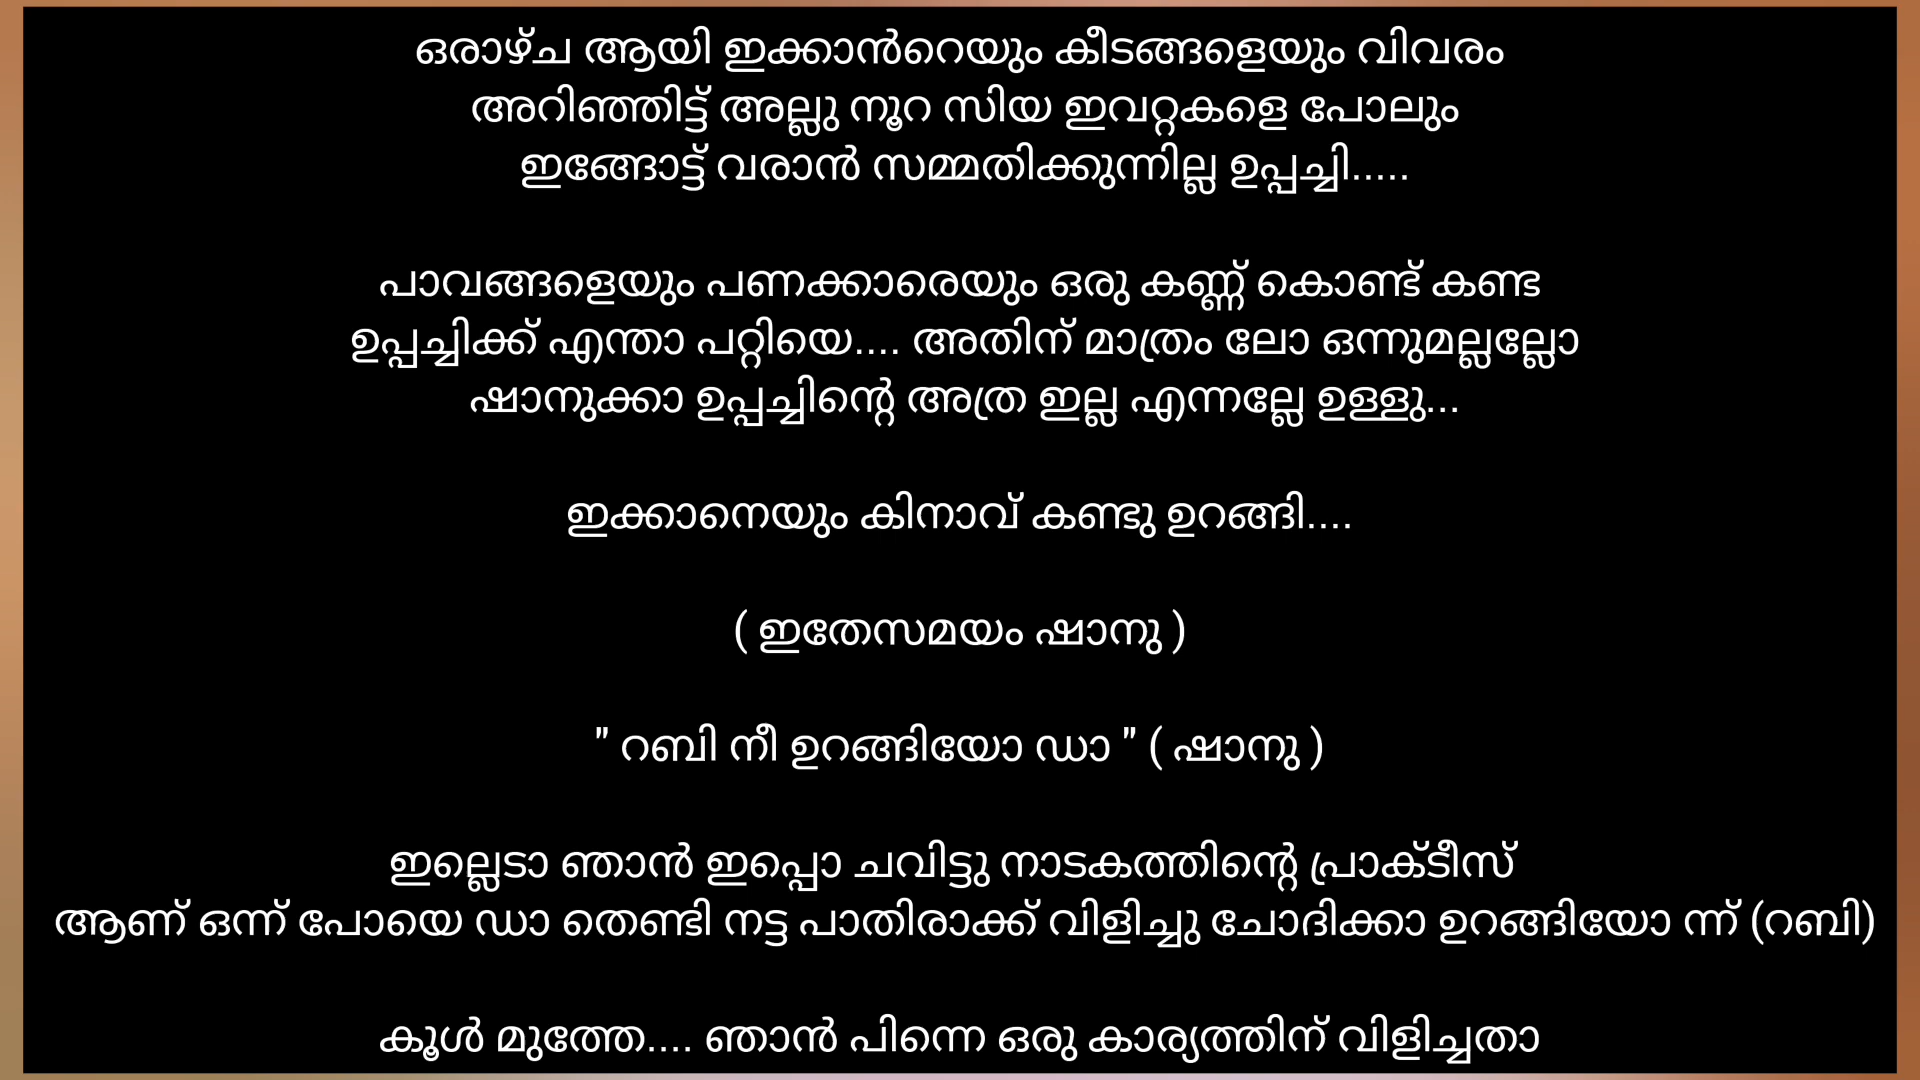 ഒരാഴ്ച ആയി ഇക്കാൻറെയും കീടങ്ങളെയും വിവരം
അറിഞ്ഞിട്ട് അല്ലു നൂറ സിയ ഇവറ്റകളെ പോലും
ഇങ്ങോട്ട് വരാൻ സമ്മതിക്കുന്നില്ല ഉപ്പച്ചി.....
പാവങ്ങളെയും പണക്കാരെയും ഒരു കണ്ണ് കൊണ്ട് കണ്ട
ഉപ്പച്ചിക്ക് എന്താ പറ്റിയെ.... അതിന് മാത്രം ലോ ഒന്നുമല്ലല്ലോ
ഷാനുക്കാ ഉപ്പച്ചിന്റെ അത്ര ഇല്ല എന്നല്ലേ ഉള്ളു...
ഇക്കാനെയും കിനാവ് കണ്ടു ഉറങ്ങി....
( ഇതേസമയം ഷാനു )
" റബി നീ ഉറങ്ങിയോ ഡാ " ( ഷാനു )
ഇല്ലെടാ ഞാൻ ഇപ്പൊ ചവിട്ടു നാടകത്തിന്റെ പ്രാക്ടീസ്
ആണ് ഒന്ന് പോയെ ഡാ തെണ്ടി നട്ട പാതിരാക്ക് വിളിച്ചു ചോദിക്കാ ഉറങ്ങിയോ ന്ന് (റബി)
കൂൾ മുത്തേ.... ഞാൻ പിന്നെ ഒരു കാര്യത്തിന് വിളിച്ചതാ